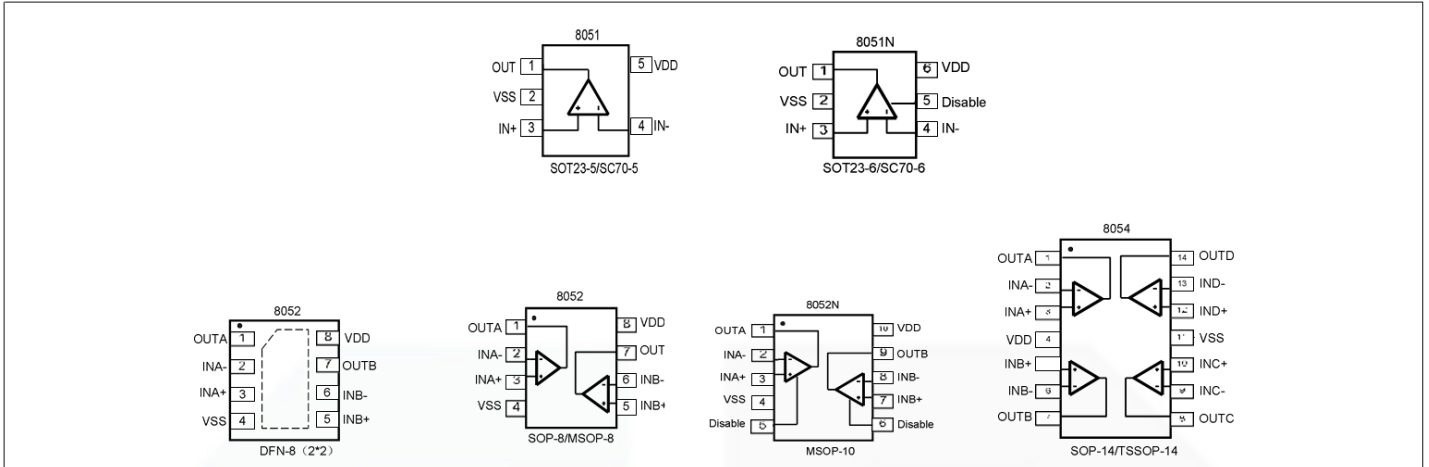 8051
OUT 1 5 VDD
VSS 2
IN+ 3 4 IN-
SOT23-5/SC70-5
8051N
OUT 1 6 VDD
VSS 2 5 Disable
IN+ 3 4 IN-
SOT23-6/SC70-6
8052
OUTA 1 8 VDD
INA- 2 7 OUTB
INA+ 3 6 INB-
VSS 4 5 INB+
DFN-8（2*2）
8052
OUTA 1 8 VDD
INA- 2 7 OUT
INA+ 3 6 INB-
VSS 4 5 INB+
SOP-8/MSOP-8
8052N
OUTA 1 10 VDD
INA- 2 9 OUTB
INA+ 3 8 INB-
VSS 4 7 INB+
Disable 5 6 Disable
MSOP-10
8054
OUTA 1 14 OUTD
INA- 2 13 IND-
INA+ 3 12 IND+
VDD 4 11 VSS
INB+ 10 INC+
INB- 6 9 INC-
OUTB 7 8 OUTC
SOP-14/TSSOP-14